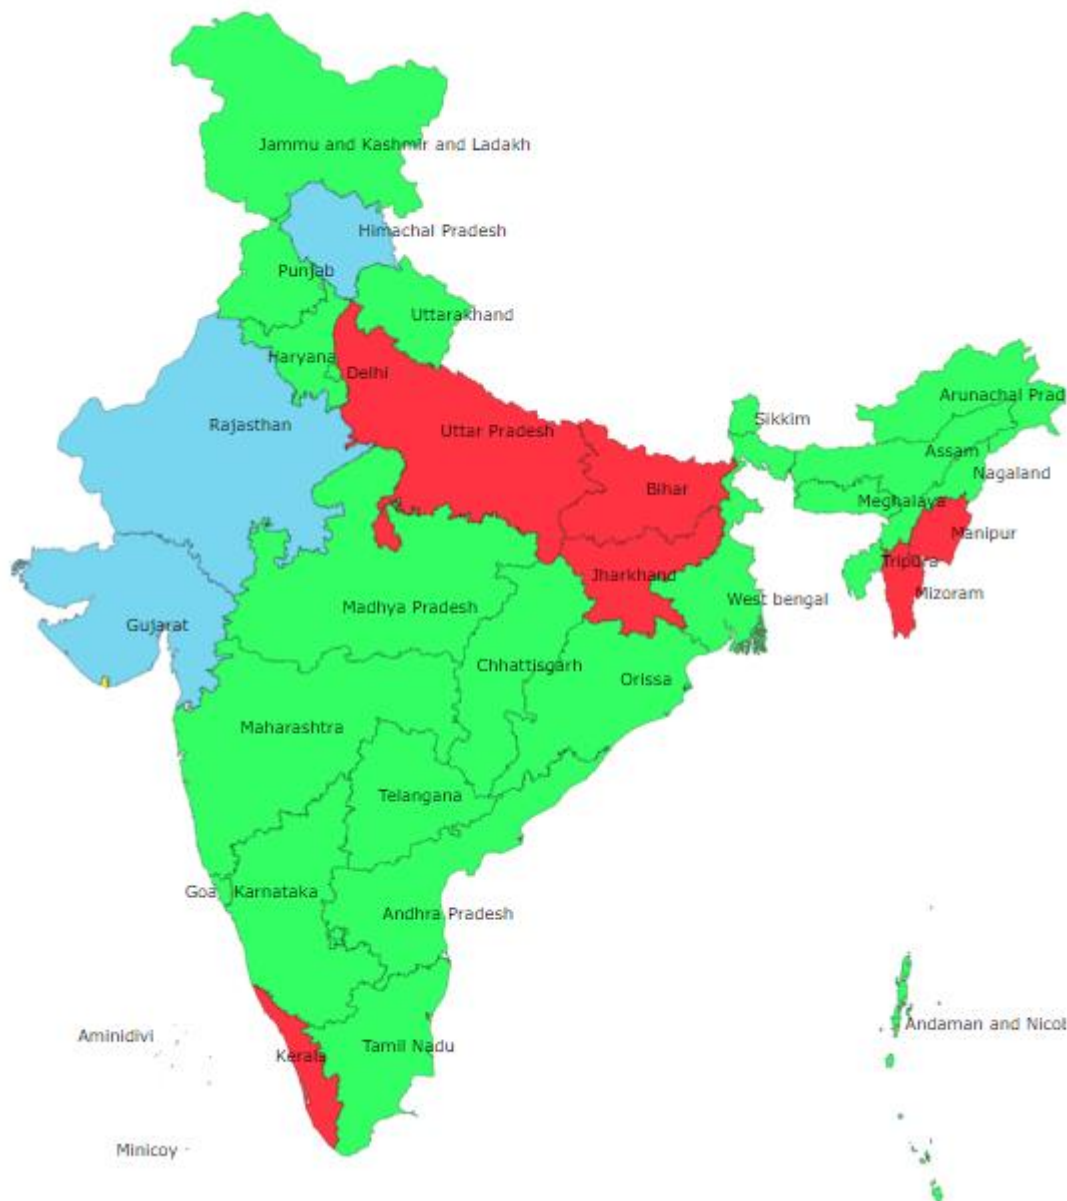 Jammu and Kashmir and Ladakh
Himachal Pradesh
Punjab
Uttarakhand
Haryana
Delhi
Arunachal Prad
Sikkim
Rajasthan
Uttar Pradesh
Assam
Nagaland
Bihar
Meghalaya
Manipur
Tripura
Jharkhand
Mizoram
West bengal
Madhya Pradesh
Gujarat
Chhattisgarh
Orissa
Maharashtra
Telangana
Goa
Karnataka
Andhra Pradesh
Andaman and Nicob
Aminidivi
Tamil Nadu
Kerala
Minicoy